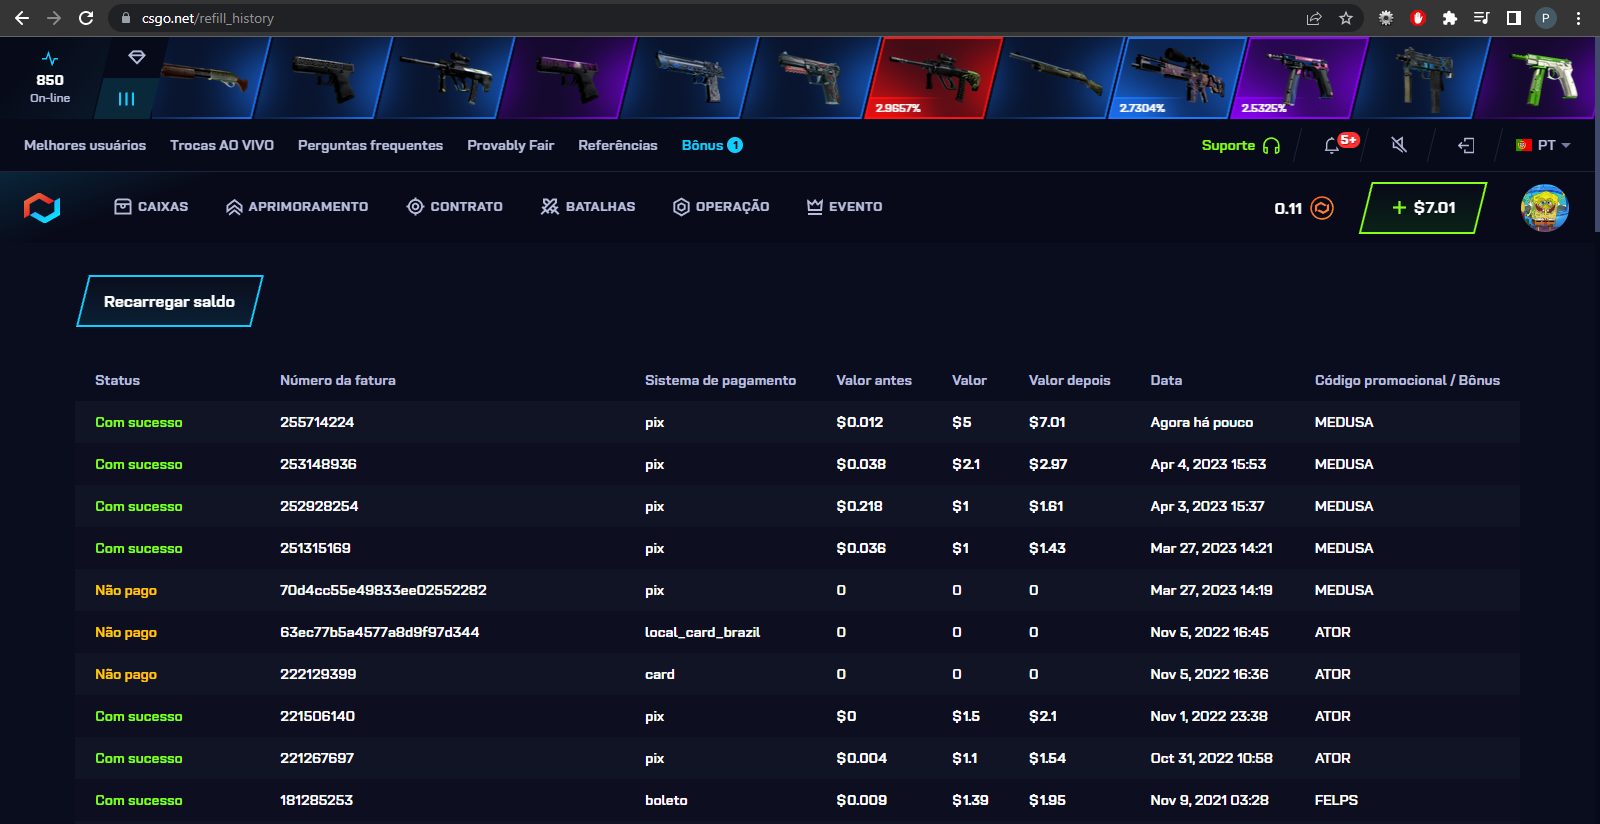 csgo.net/refill_history
P
850
On-line
2.9657%
2.7304%
2.5325%
Melhores usuários Trocas AO VIVO Perguntas frequentes Provably Fair Referências Bônus 1 Suporte 5+ PT
CAIXAS APRIMORAMENTO CONTRATO BATALHAS OPERAÇÃO EVENTO 0.11 + $7.01
Recarregar saldo
Status Número da fatura Sistema de pagamento Valor antes Valor Valor depois Data Código promocional / Bônus
Com sucesso 255714224 pix $0.012 $5 $7.01 Agora há pouco MEDUSA
Com sucesso 253148936 pix $0.038 $2.1 $2.97 Apr 4, 2023 15:53 MEDUSA
Com sucesso 252928254 pix $0.218 $1 $1.61 Apr 3, 2023 15:37 MEDUSA
Com sucesso 251315169 pix $0.036 $1 $1.43 Mar 27, 2023 14:21 MEDUSA
Não pago 70d4cc55e49833ee02552282 pix 0 0 0 Mar 27, 2023 14:19 MEDUSA
Não pago 63ec77b5a4577a8d9f97d344 local_card_brazil 0 0 0 Nov 5, 2022 16:45 ATOR
Não pago 222129399 card 0 0 0 Nov 5, 2022 16:36 ATOR
Com sucesso 221506140 pix $0 $1.5 $2.1 Nov 1, 2022 23:38 ATOR
Com sucesso 221267697 pix $0.004 $1.1 $1.54 Oct 31, 2022 10:58 ATOR
Com sucesso 181285253 boleto $0.009 $1.39 $1.95 Nov 9, 2021 03:28 FELPS